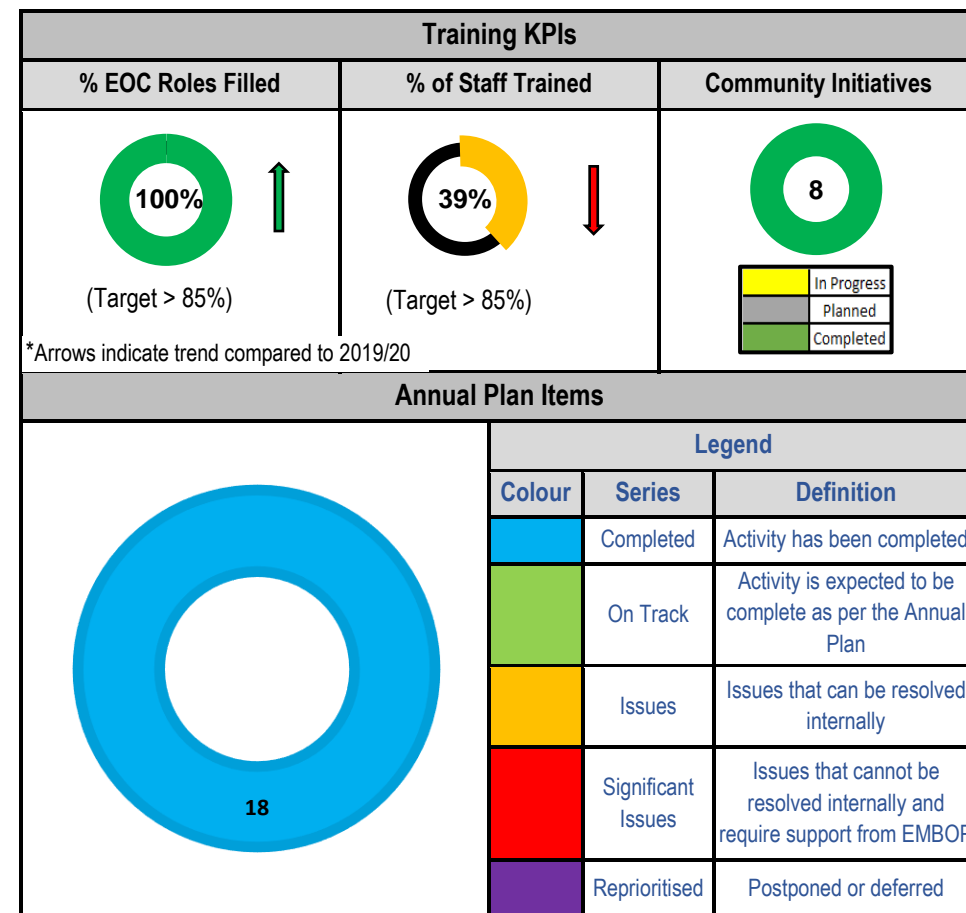 Training KPIs
% EOC Roles Filled
% of Staff Trained
Community Initiatives
100%
39%
8
(Target > 85%)
(Target > 85%)
In Progress
Planned
Completed
*Arrows indicate trend compared to 2019/20
Annual Plan Items
18
Legend
Colour Series Definition
Completed Activity has been completed
On Track Activity is expected to be
complete as per the Annual
Plan
Issues Issues that can be resolved
internally
Significant
Issues
Issues that cannot be
resolved internally and
require support from
Reprioritised Postponed or deferred